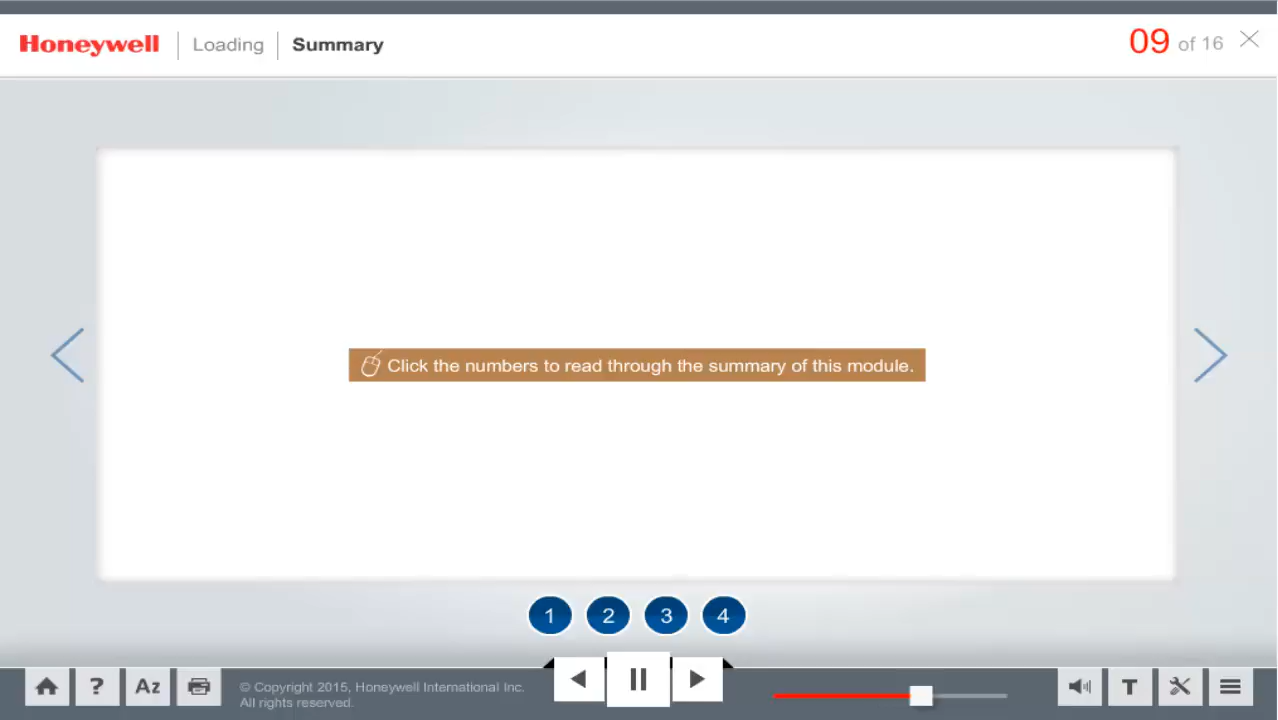 Honeywell Loading Summary 09 of 16
Click the numbers to read through the summary of this module.
1 2 3 4
? Az © Copyright 2015, Honeywell International Inc.
All rights reserved.
T